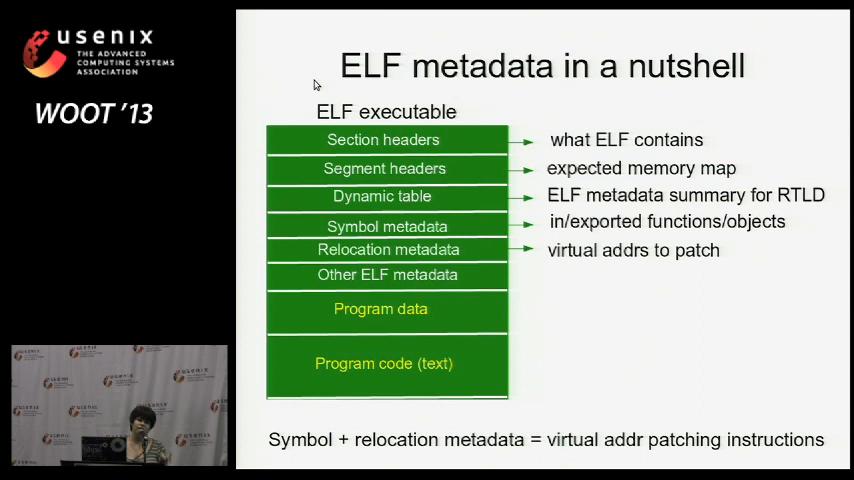 usenix
THE ADVANCED
COMPUTING SYSTEMS
ASSOCIATION
WOOT '13
ELF metadata in a nutshell
ELF executable
Section headers
what ELF contains
Segment headers
expected memory map
Dynamic table
ELF metadata summary for RTLD
Symbol metadata
in/exported functions/objects
Relocation metadata
virtual addrs to patch
Other ELF metadata
Program data
Program code (text)
Symbol + relocation metadata = virtual addr patching instructions